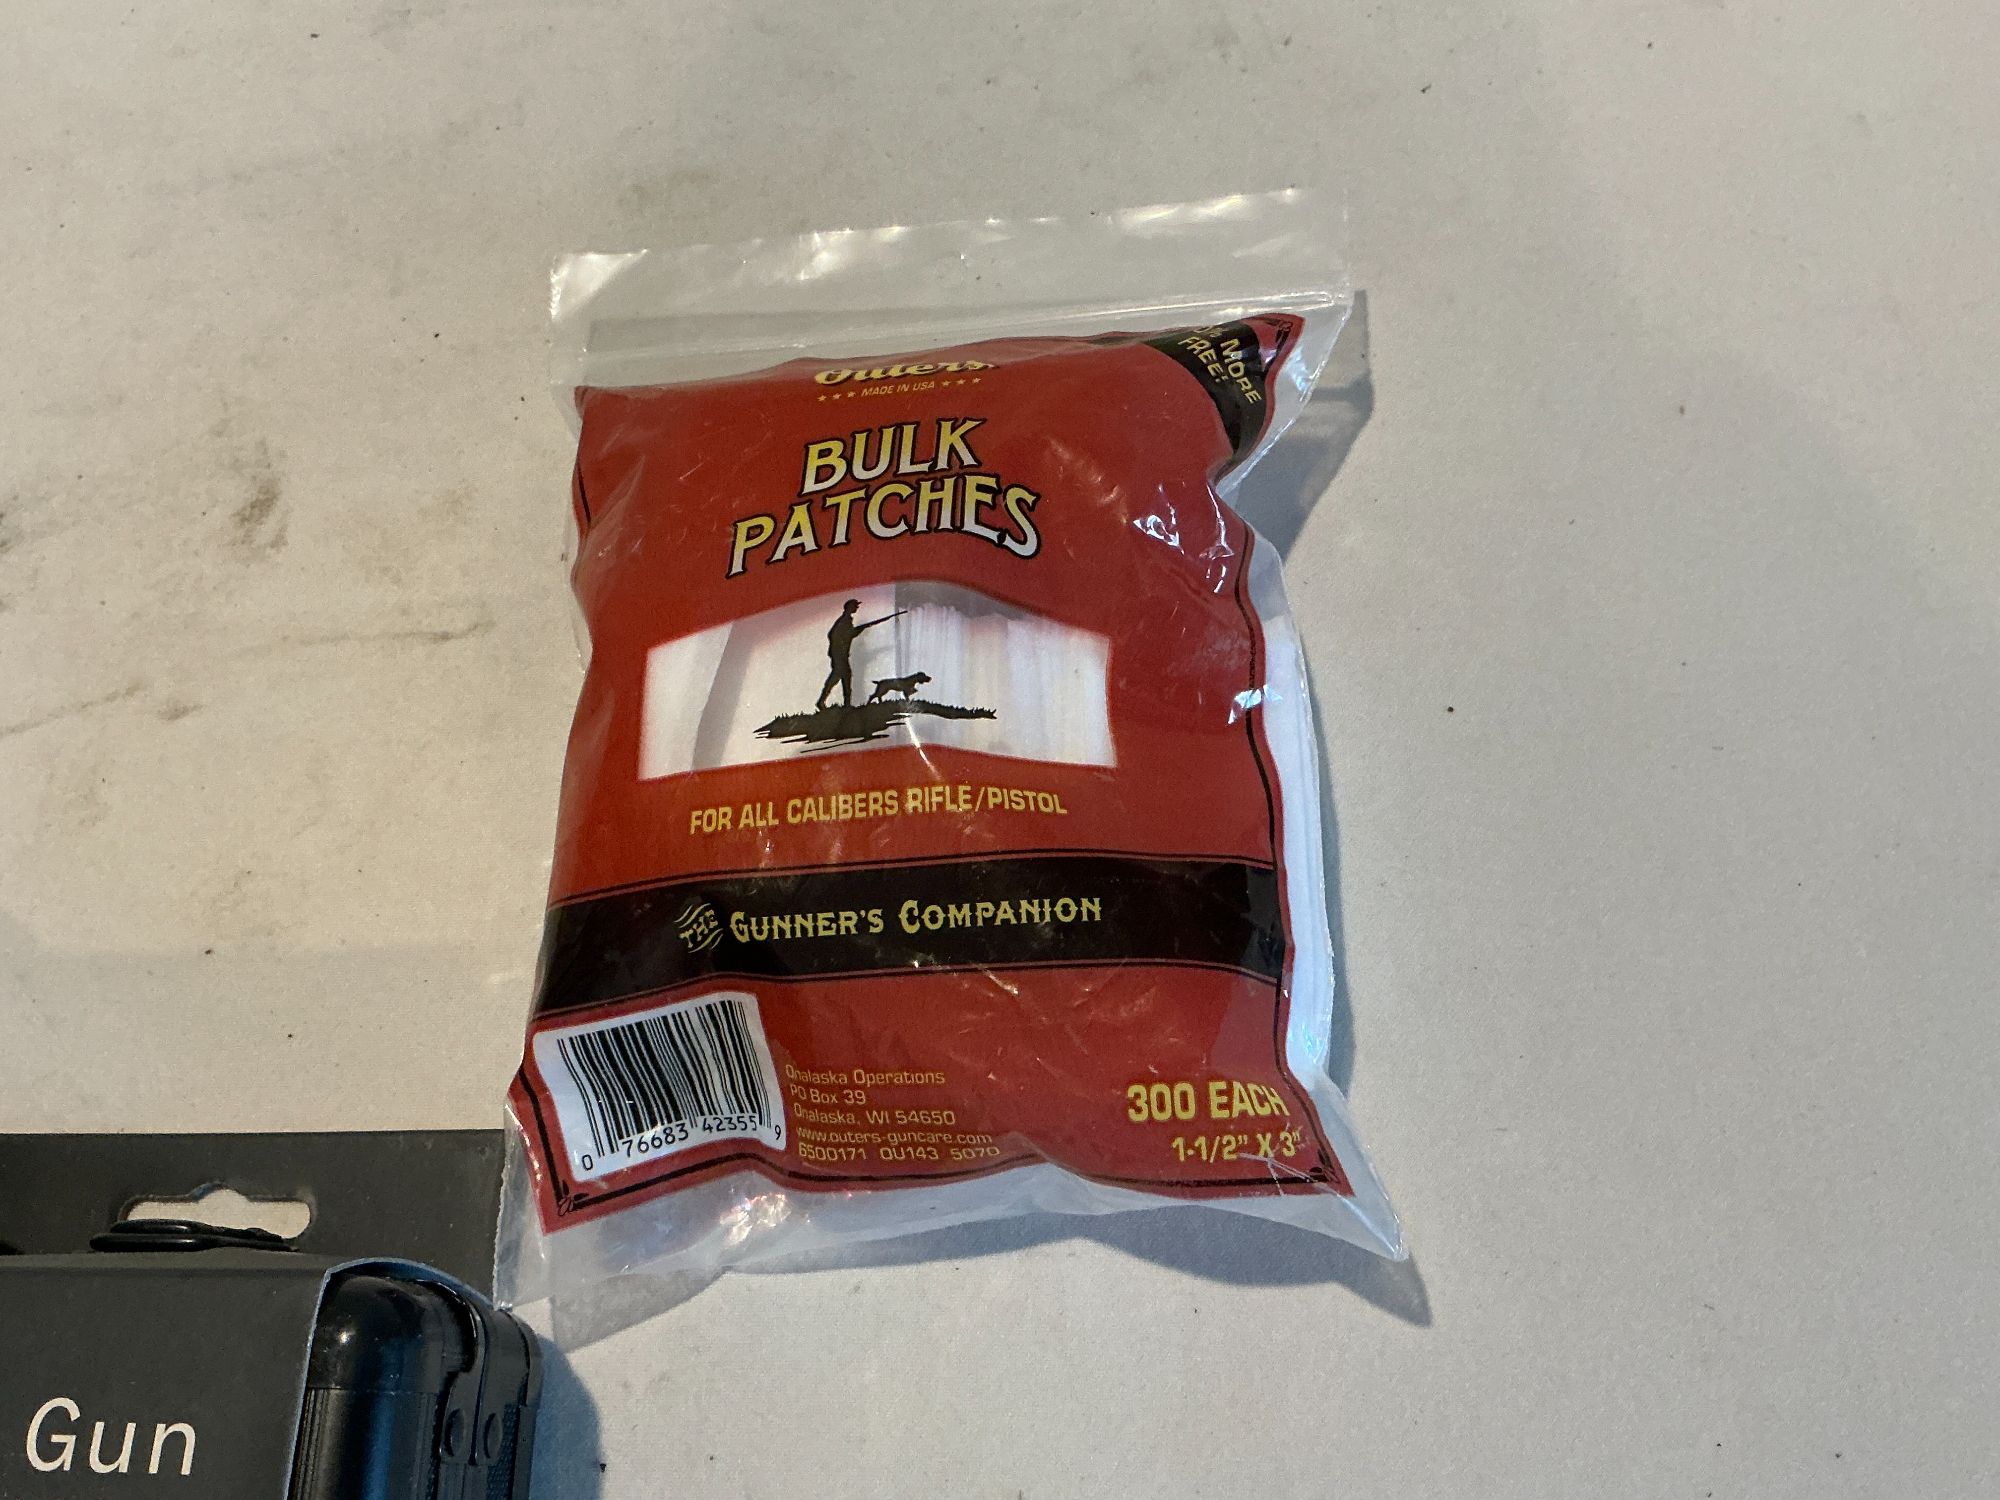 Outers
★ ★ ★ MADE IN USA ★ ★ ★
MORE
FREE!
BULK
PATCHES
FOR ALL CALIBERS RIFLE/PISTOL
THE GUNNER'S COMPANION
0 76683 42355 9
Onalaska Operations
PO Box 39
Onalaska, WI 54650
www.outers-guncare.com
6500171 OU143 5070
300 EACH
1-1/2" X 3"
Gun